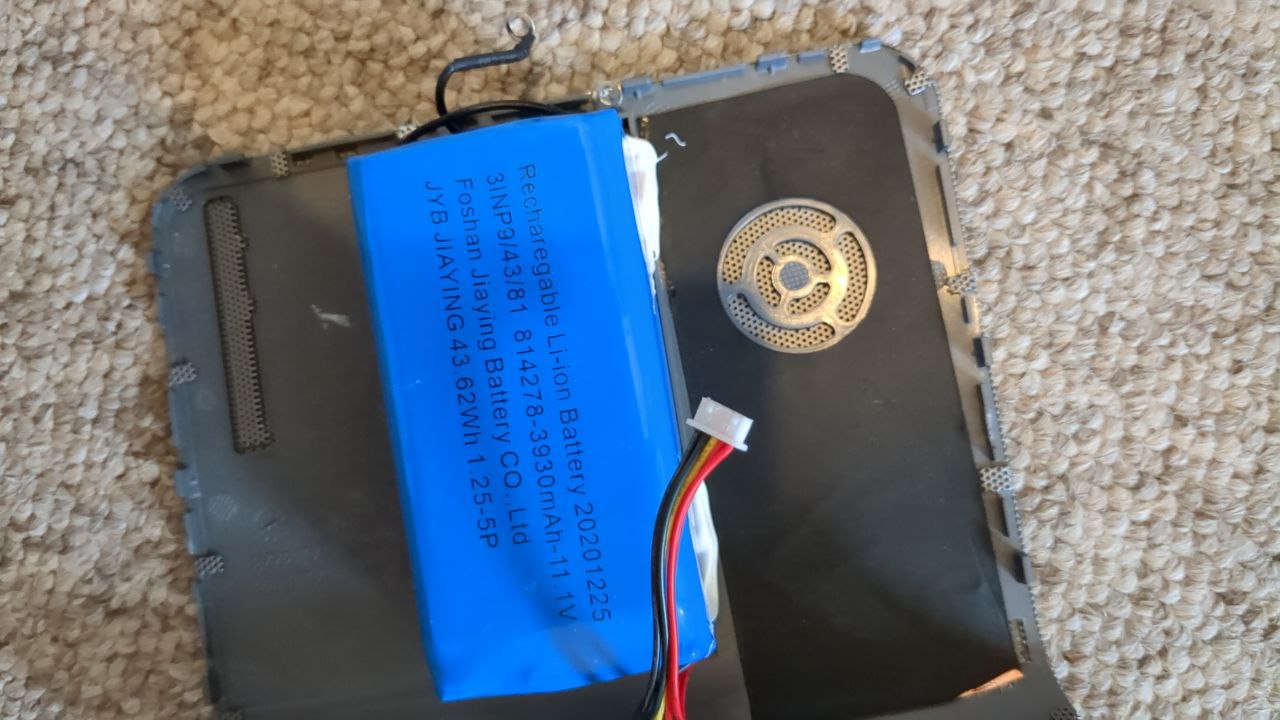 Recharegable Li-ion Battery 20201225
3INP9/43/81 814278-3930mAh-11.1V
Foshan Jiaying Battery CO.,Ltd
JYB JIAYING 43.62Wh 1.25-5P